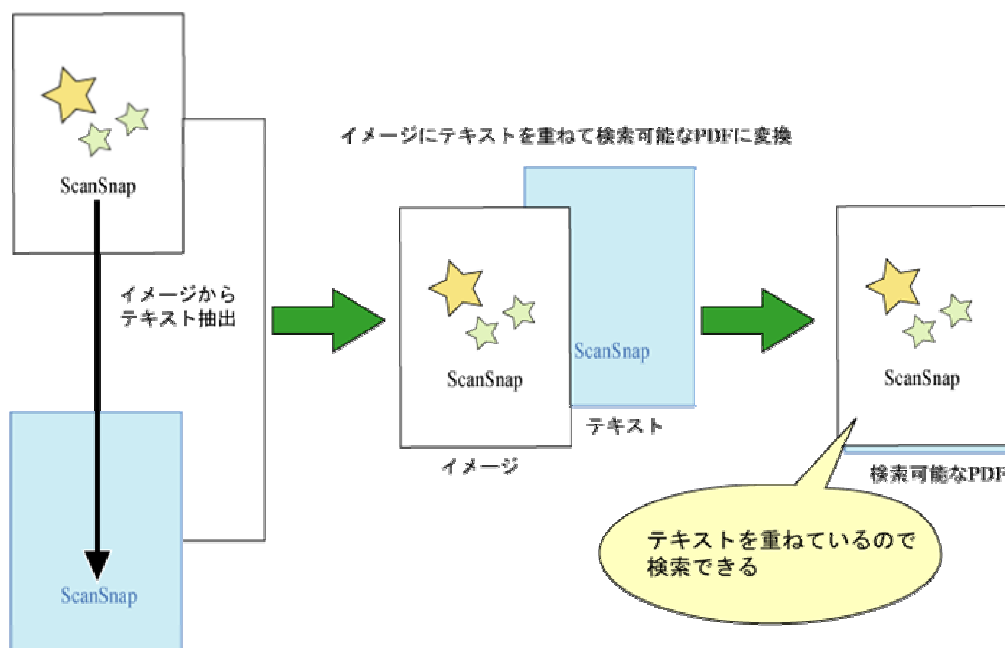 ScanSnap
イメージから
テキスト抽出
ScanSnap
イメージにテキストを重ねて検索可能なPDFに変換
ScanSnap
ScanSnap
テキスト
イメージ
ScanSnap
検索可能なPDF
テキストを重ねているので
検索できる